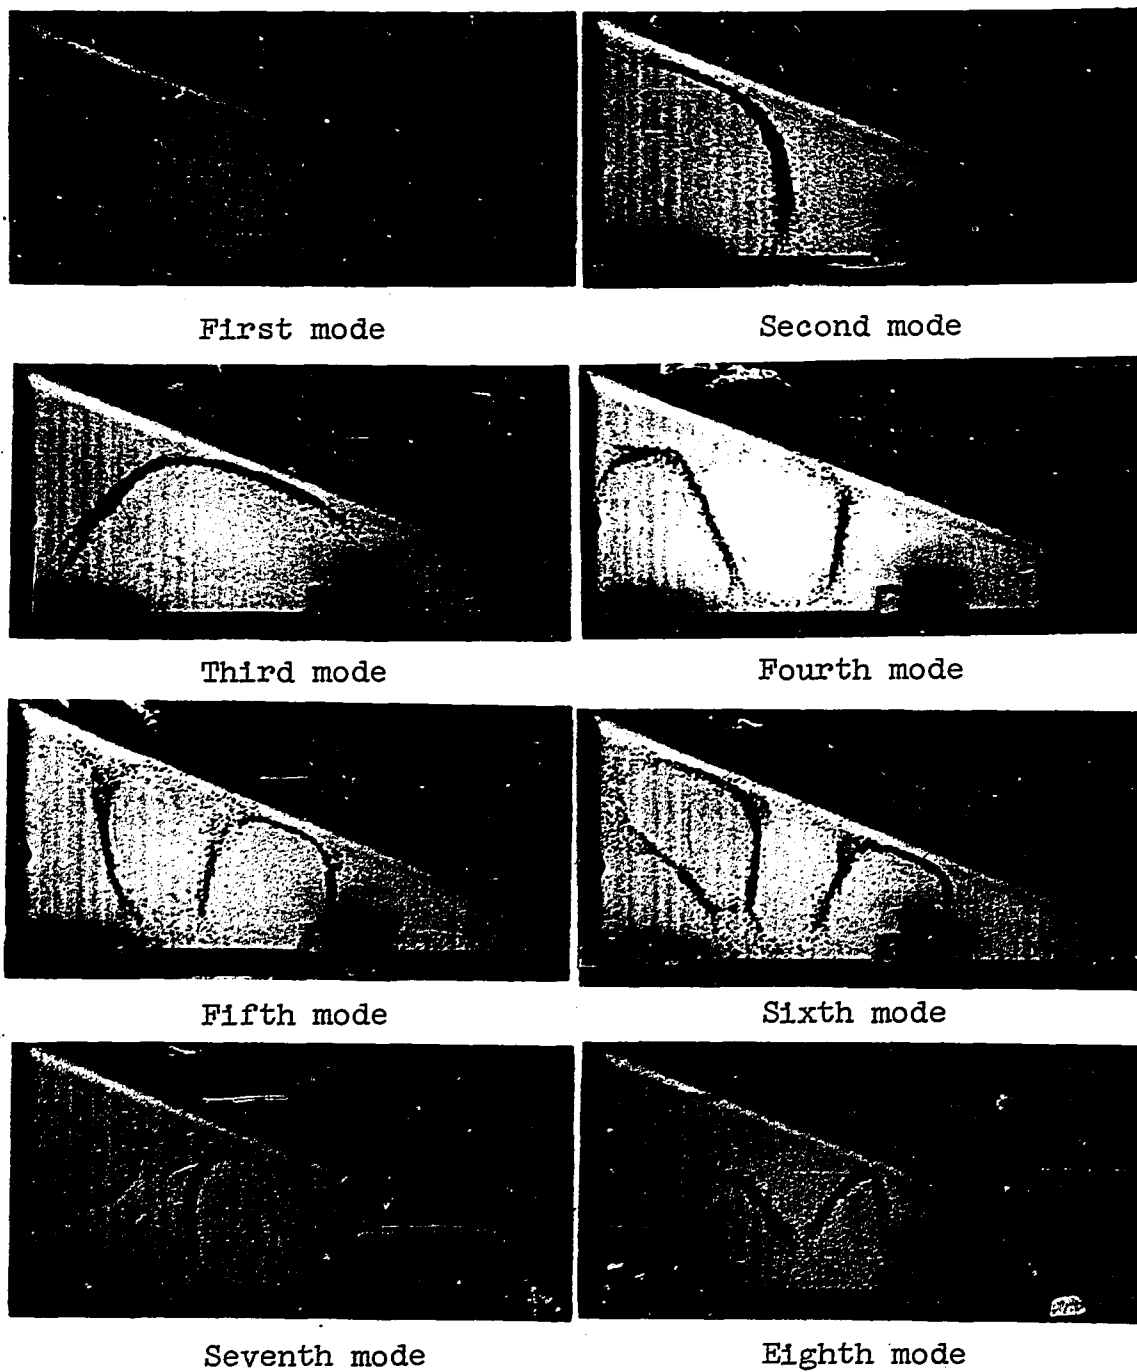 First mode
Second mode
Third mode
Fourth mode
Fifth mode
Sixth mode
Seventh mode
Eighth mode